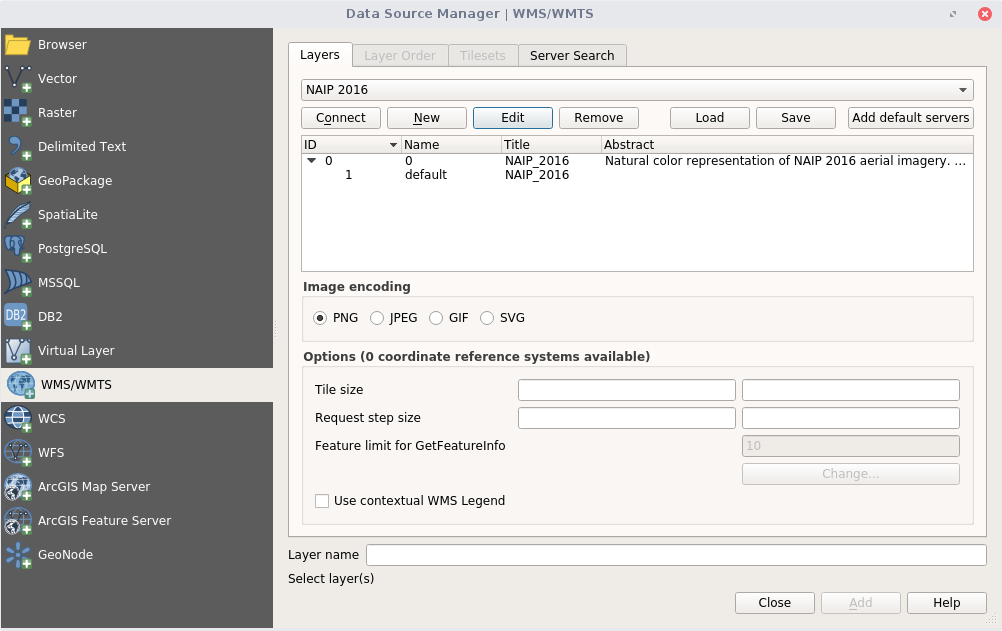 Data Source Manager | WMS/WMTS
Browser
Vector
Raster
Delimited Text
GeoPackage
SpatiaLite
PostgreSQL
MSSQL
DB2 DB2
Virtual Layer
WMS/WMTS
WCS
WFS
ArcGIS Map Server
ArcGIS Feature Server
GeoNode
Layers Layer Order Tilesets Server Search
NAIP 2016
Connect New Edit Remove Load Save Add default servers
ID Name Title Abstract
0 0 NAIP_2016 Natural color representation of NAIP 2016 aerial imagery. ...
1 default NAIP_2016
Image encoding
PNG JPEG GIF SVG
Options (0 coordinate reference systems available)
Tile size
Request step size
Feature limit for GetFeatureInfo 10
Change...
Use contextual WMS Legend
Layer name
Select layer(s)
Close Add Help